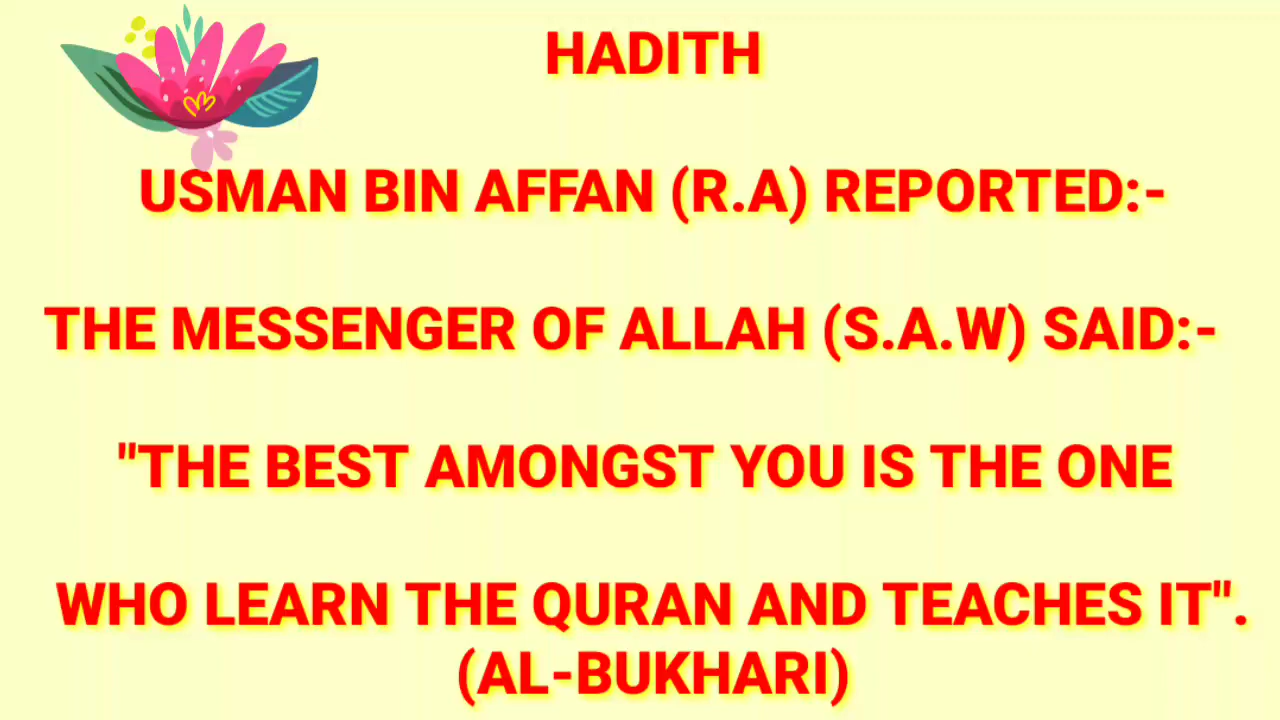 HADITH
USMAN BIN AFFAN (R.A) REPORTED:-
THE MESSENGER OF ALLAH (S.A.W) SAID:-
"THE BEST AMONGST YOU IS THE ONE
WHO LEARN THE QURAN AND TEACHES IT".
(AL-BUKHARI)